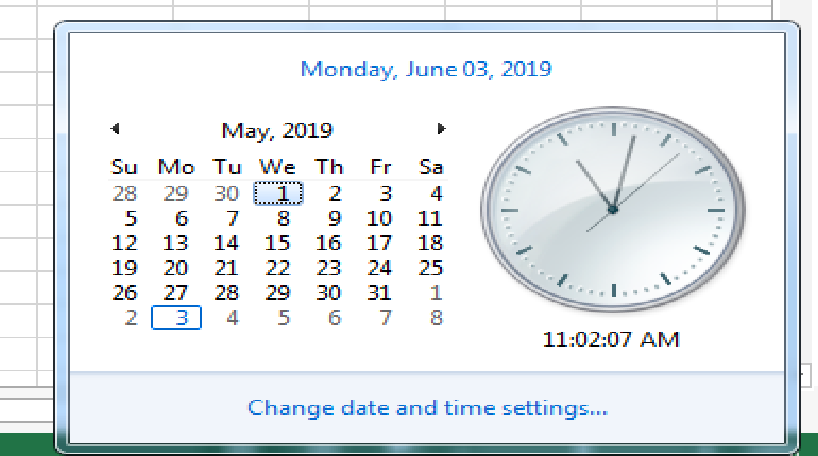 Monday, June 03, 2019
May, 2019
Su Mo Tu We Th Fr Sa
28 29 30 1 2 3 4
5 6 7 8 9 10 11
12 13 14 15 16 17 18
19 20 21 22 23 24 25
26 27 28 29 30 31 1
2 3 4 5 6 7 8
11:02:07 AM
Change date and time settings...